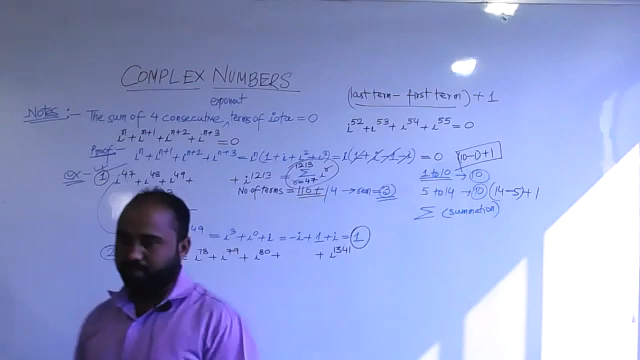 COMPLEX NUMBERS
(last term - first term) + 1
Notes :- The sum of 4 consecutive exponent terms of iota = 0
i^52 + i^53 + i^54 + i^55 = 0
i^n + i^n+1 + i^n+2 + i^n+3 = 0
Proof- i^n + i^n+1 + i^n+2 + i^n+3 = i^n (1 + i + i^2 + i^3) = i(1+i-1-i) = 0
10-1)+1
Ex- 1 i^47 + i^48 + i^49 + + i^1213 = 1213 Σ r=47 i^r
1 to 10 → 10
No of terms = /4 → rem = 3
5 to 14 → 10 (14-5)+1
Σ (summation)
49 = i^3 + i^0 + i = -i + 1 + i = 1
2 = i^78 + i^79 + i^80 + + i^1341